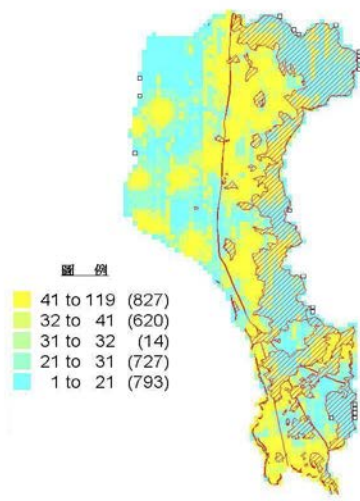 圖 例
41 to 119 (827)
32 to 41 (620)
31 to 32 (14)
21 to 31 (727)
1 to 21 (793)